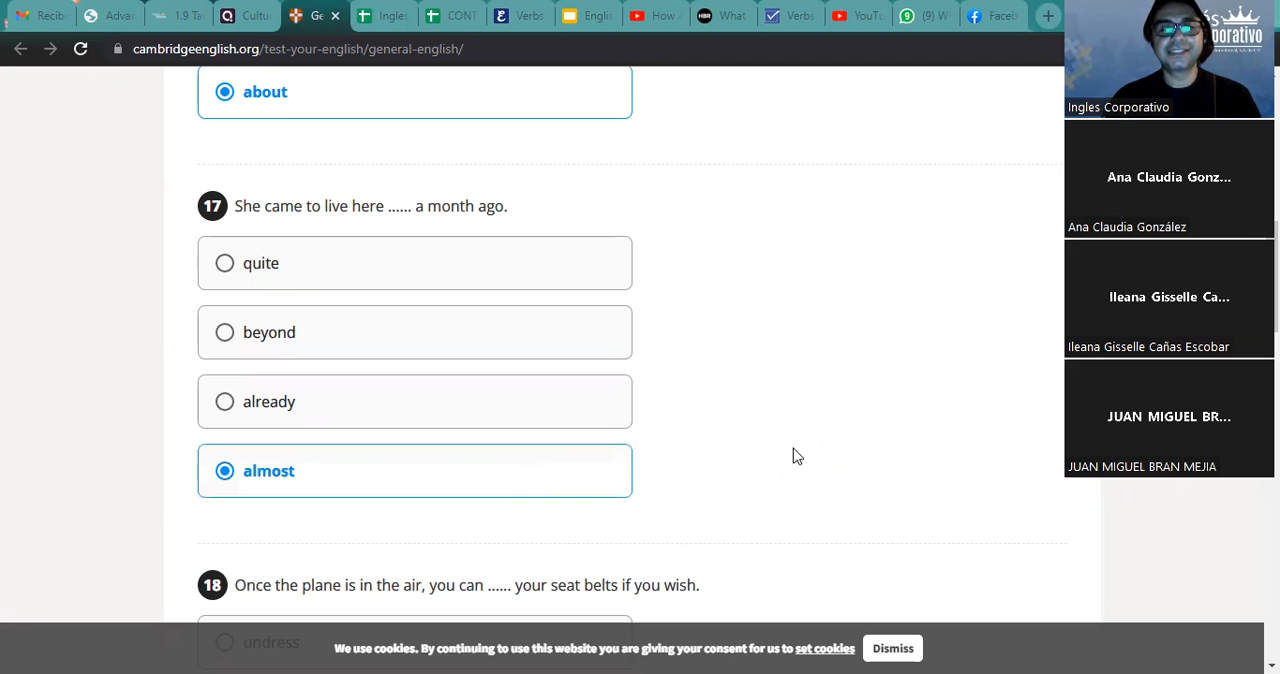 Recib
Adva
1.9 Ta
Cultu
Ge
Ingles
CONT
Verbs
Englis
How
What
Verbs
YouTu
(9) W
Faceb
cambridgeenglish.org/test-your-english/general-english/
about
17 She came to live here ...... a month ago.
quite
beyond
already
almost
18 Once the plane is in the air, you can ...... your seat belts if you wish.
undress
We use cookies. By continuing to use this website you are giving your consent for us to set cookies
Dismiss
Ingles Corporativo
Ana Claudia Gonz...
Ana Claudia González
Ileana Gisselle Ca...
Ileana Gisselle Cañas Escobar
JUAN MIGUEL BR...
JUAN MIGUEL BRAN MEJIA